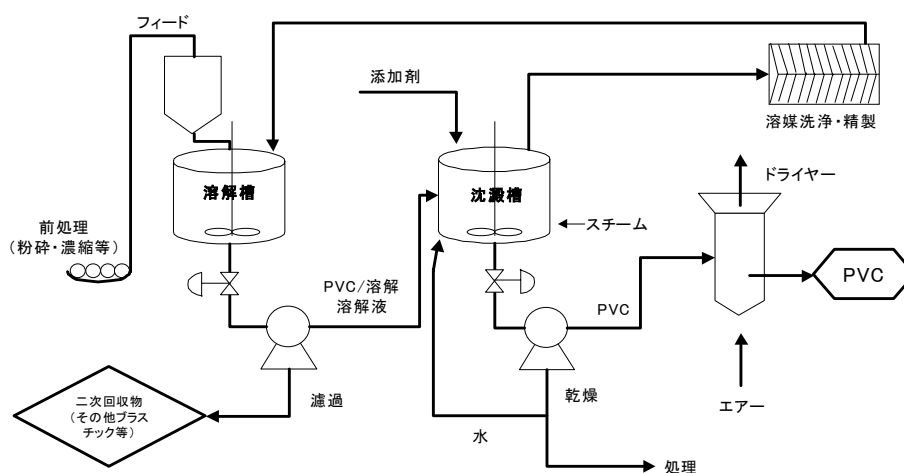 フィード
添加剤
溶媒洗浄・精製
溶解槽
沈澱槽
ドライヤー
前処理
（粉砕・濃縮等）
スチーム
PVC/溶解
溶解液
PVC
PVC
二次回収物
（その他プラス
チック等）
濾過
乾燥
エアー
水
処理